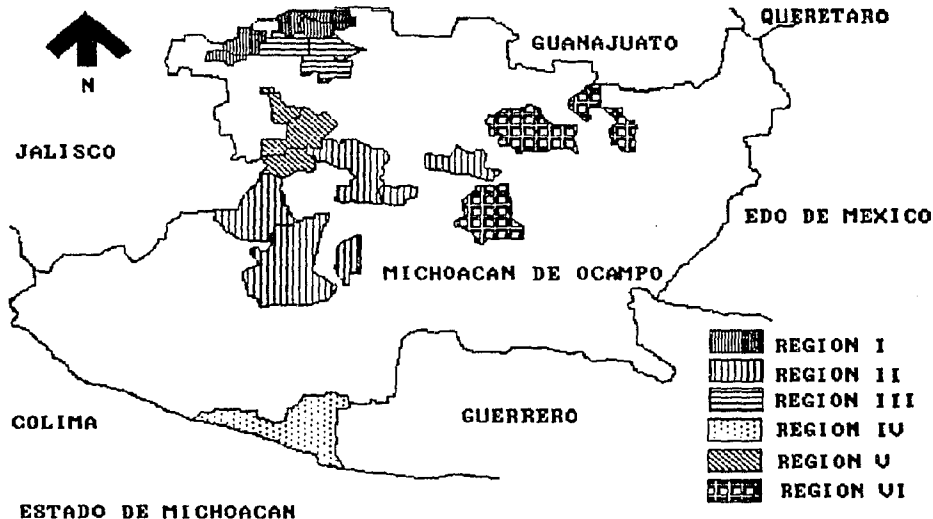 QUERETARO
GUANAJUATO
N
JALISCO
EDO DE MEXICO
MICHOACAN DE OCAMPO
REGION I
REGION II
REGION III
COLIMA
GUERRERO
REGION IV
REGION V
REGION VI
ESTADO DE MICHOACAN